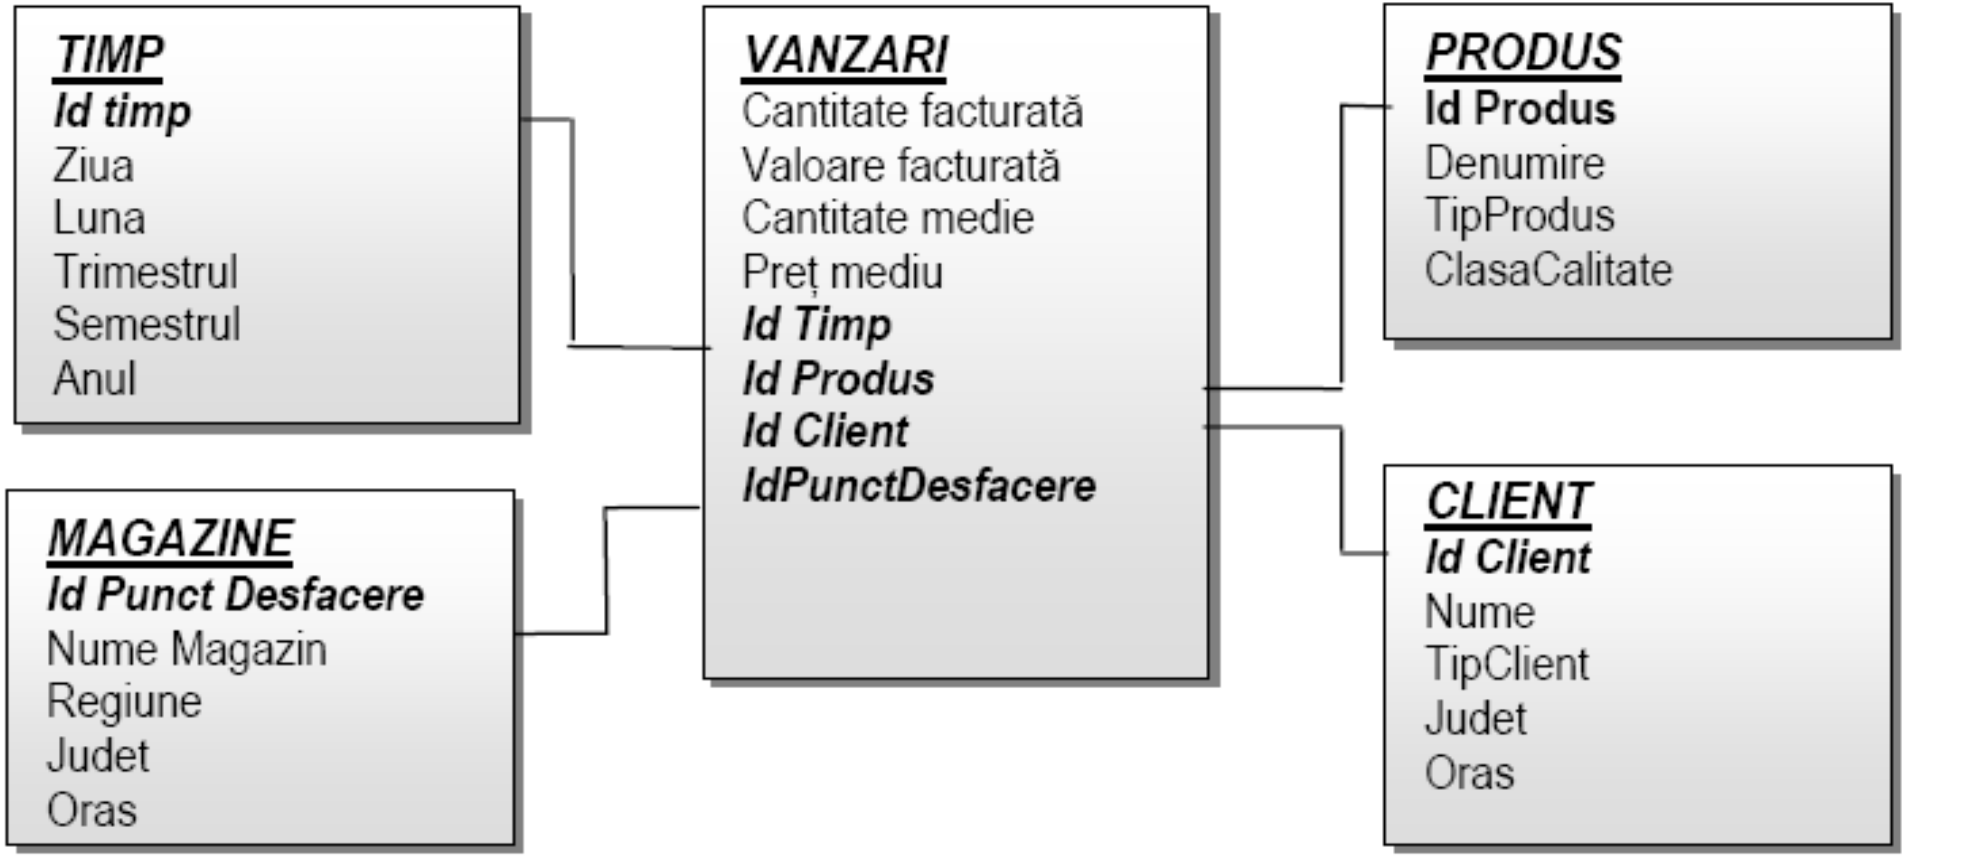 TIMP
Id timp
Ziua
Luna
Trimestrul
Semestrul
Anul
MAGAZINE
Id Punct Desfacere
Nume Magazin
Regiune
Judet
Oras
VANZARI
Cantitate facturată
Valoare facturată
Cantitate medie
Preț mediu
Id Timp
Id Produs
Id Client
IdPunctDesfacere
PRODUS
Id Produs
Denumire
TipProdus
ClasaCalitate
CLIENT
Id Client
Nume
TipClient
Judet
Oras